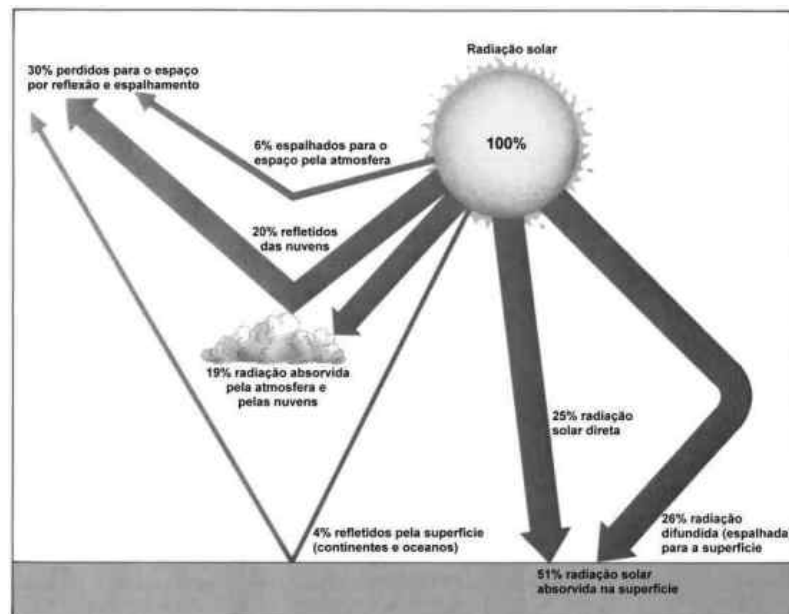 Radiação solar
30% perdidos para o espaço
por reflexão e espalhamento
100%
6% espalhados para o
espaço pela atmosfera
20% refletidos
das nuvens
19% radiação absorvida
pela atmosfera e
pelas nuvens
25% radiação
solar direta
4% refletidos pela superfície
(continentes e oceanos)
26% radiação
difundida (espalhada)
para a superfície
51% radiação solar
absorvida na superfície